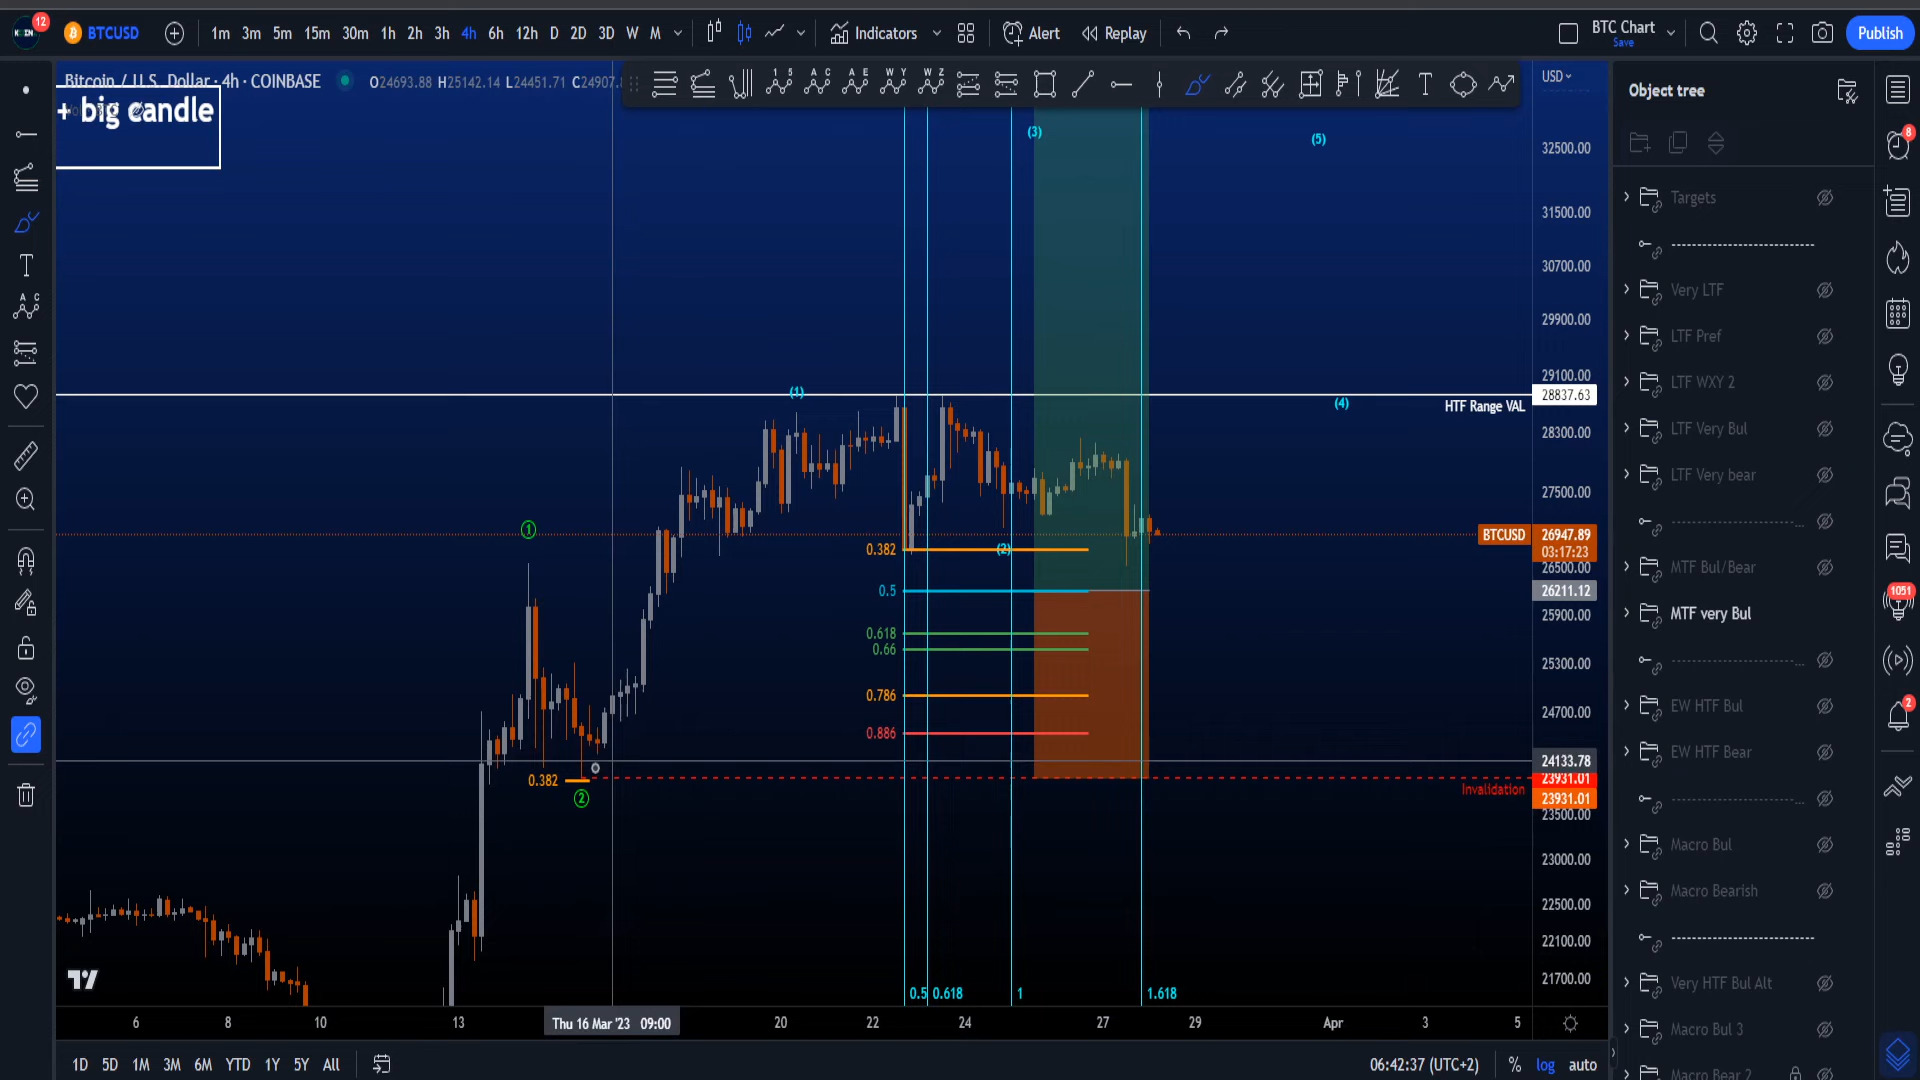 12
BTCUSD
1m 3m 5m 15m 30m 1h 2h 3h 4h 6h 12h D 2D 3D W M
Indicators
Alert
Replay
BTC Chart
Save
Publish
Bitcoin / U.S. Dollar · 4h · COINBASE
O24693.88 H25142.14 L24451.71 C24907.
+ big candle
USD
Object tree
Targets
Very LTF
LTF Pref
LTF WXY 2
LTF Very Bul
LTF Very bear
MTF Bul/Bear
MTF very Bul
EW HTF Bul
EW HTF Bear
Macro Bul
Macro Bearish
Very HTF Bul Alt
Macro Bul 3
Macro Bear 2
(3)
(5)
(1)
(4)
(2)
1
2
HTF Range VAL
Invalidation
0.382
0.5
0.618
0.66
0.786
0.886
0.382
0.5 0.618 1 1.618
32500.00
31500.00
30700.00
29900.00
29100.00
28837.63
28300.00
27500.00
BTCUSD 26947.89
03:17:23
26500.00
26211.12
25900.00
25300.00
24700.00
24133.78
23931.01
23931.01
23500.00
23000.00
22500.00
22100.00
21700.00
6 8 10 13 Thu 16 Mar '23 09:00 20 22 24 27 29 Apr 3 5
1D 5D 1M 3M 6M YTD 1Y 5Y All
06:42:37 (UTC+2) % log auto
8
1051
2